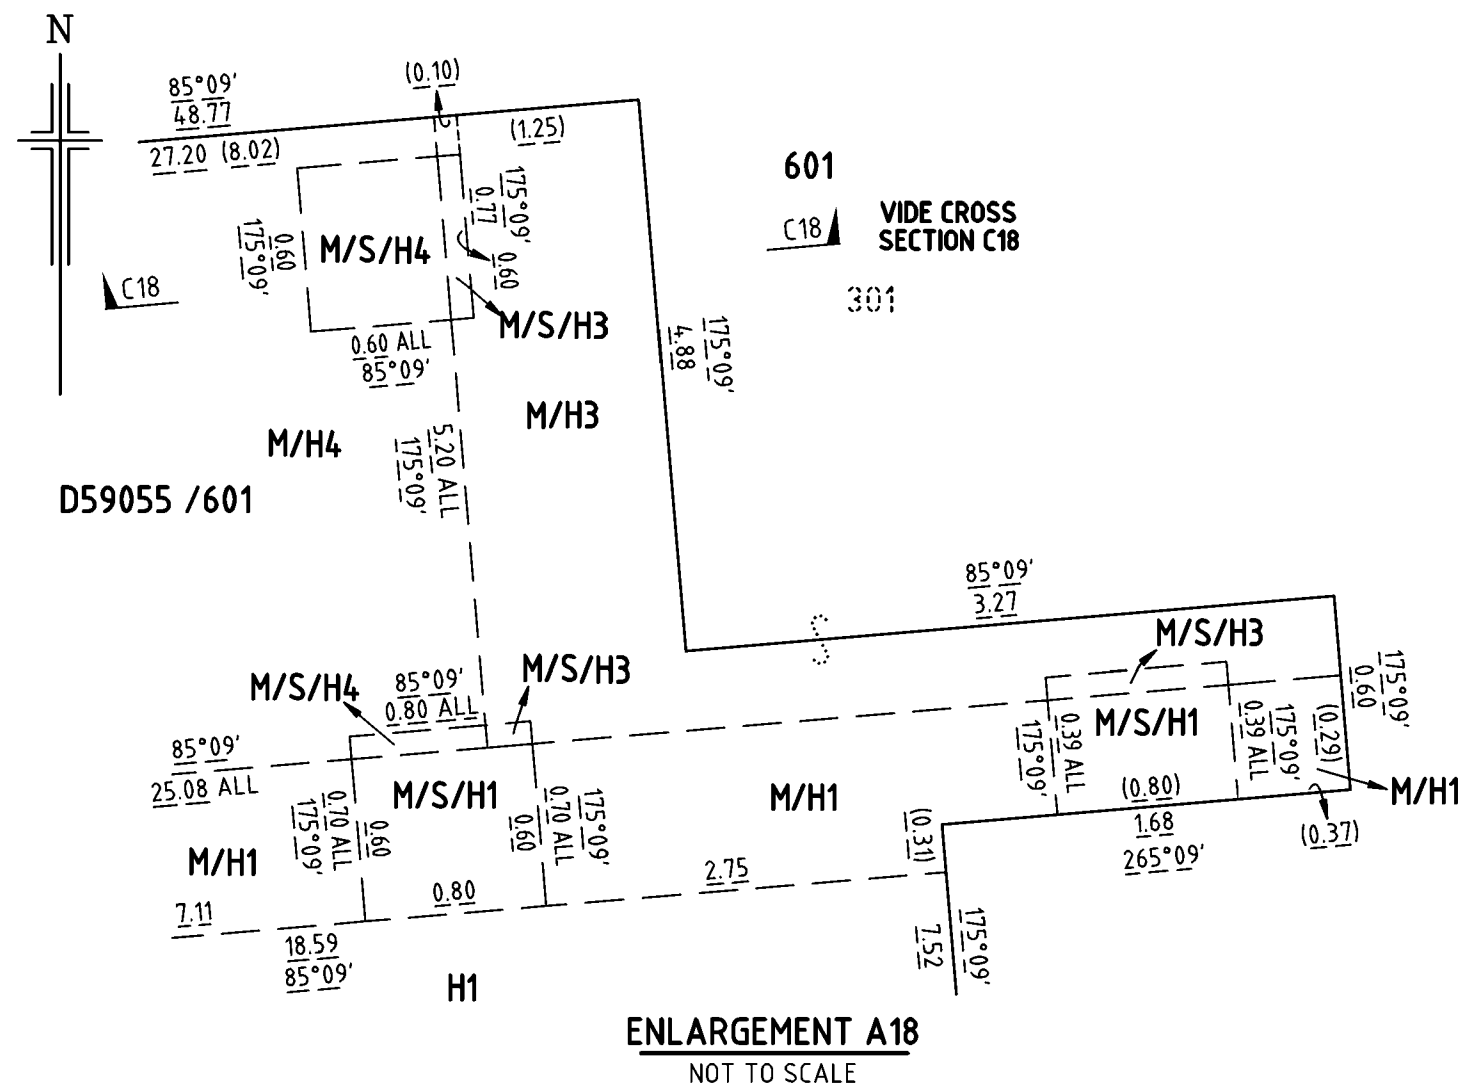 N
85°09'
48.77
(0.10)
27.20 (8.02)
(1.25)
601
175°09'
0.77
C18
VIDE CROSS
SECTION C18
0.60
175°09'
M/S/H4
0.60
C18
301
M/S/H3
0.60 ALL
85°09'
175°09'
4.88
M/H3
M/H4
5.20 ALL
175°09'
D59055 /601
85°09'
3.27
M/S/H3
M/S/H3
M/S/H4
85°09'
0.80 ALL
175°09'
0.60
85°09'
25.08 ALL
M/S/H1
M/S/H1
0.39 ALL
175°09'
0.39 ALL
175°09'
(0.29)
M/H1
M/H1
(0.80)
1.68
265°09'
(0.37)
0.70 ALL
175°09'
0.60
0.60
0.70 ALL
175°09'
(0.31)
M/H1
2.75
0.80
7.11
18.59
85°09'
175°09'
7.52
H1
ENLARGEMENT A18
NOT TO SCALE